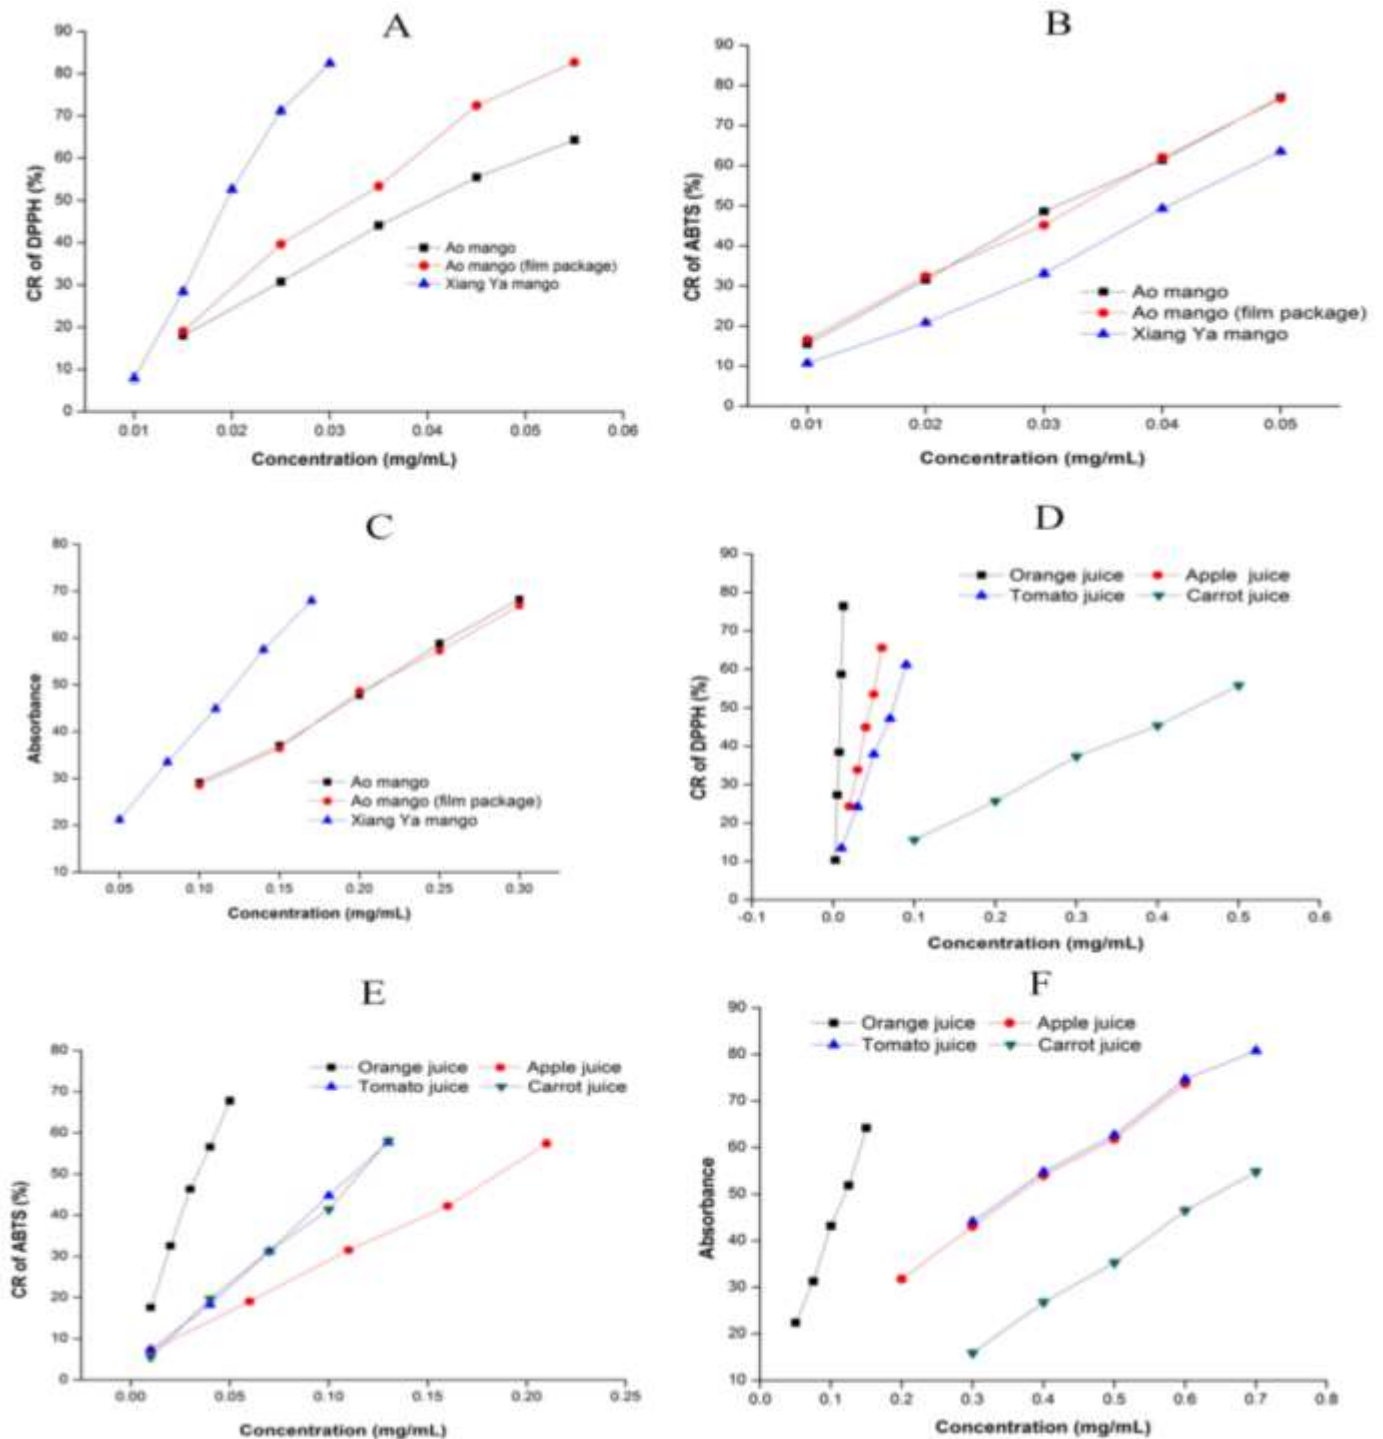 A
90
80
70
60
50
40
30
20
10
0
CR of DPPH (%)
Ao mango
Ao mango (film package)
Xiang Ya mango
0.01 0.02 0.03 0.04 0.05 0.06
Concentration (mg/mL)
B
90
80
70
60
50
40
30
20
10
0
CR of ABTS (%)
Ao mango
Ao mango (film package)
Xiang Ya mango
0.01 0.02 0.03 0.04 0.05
Concentration (mg/mL)
C
80
70
60
50
40
30
20
10
Absorbance
Ao mango
Ao mango (film package)
Xiang Ya mango
0.05 0.10 0.15 0.20 0.25 0.30
Concentration (mg/mL)
D
90
80
70
60
50
40
30
20
10
0
CR of DPPH (%)
Orange juice Apple juice
Tomato juice Carrot juice
-0.1 0.0 0.1 0.2 0.3 0.4 0.5 0.6
Concentration (mg/mL)
E
80
70
60
50
40
30
20
10
0
CR of ABTS (%)
Orange juice Apple juice
Tomato juice Carrot juice
0.00 0.05 0.10 0.15 0.20 0.25
Concentration (mg/mL)
F
90
80
70
60
50
40
30
20
10
Absorbance
Orange juice Apple juice
Tomato juice Carrot juice
0.0 0.1 0.2 0.3 0.4 0.5 0.6 0.7 0.8
Concentration (mg/mL)